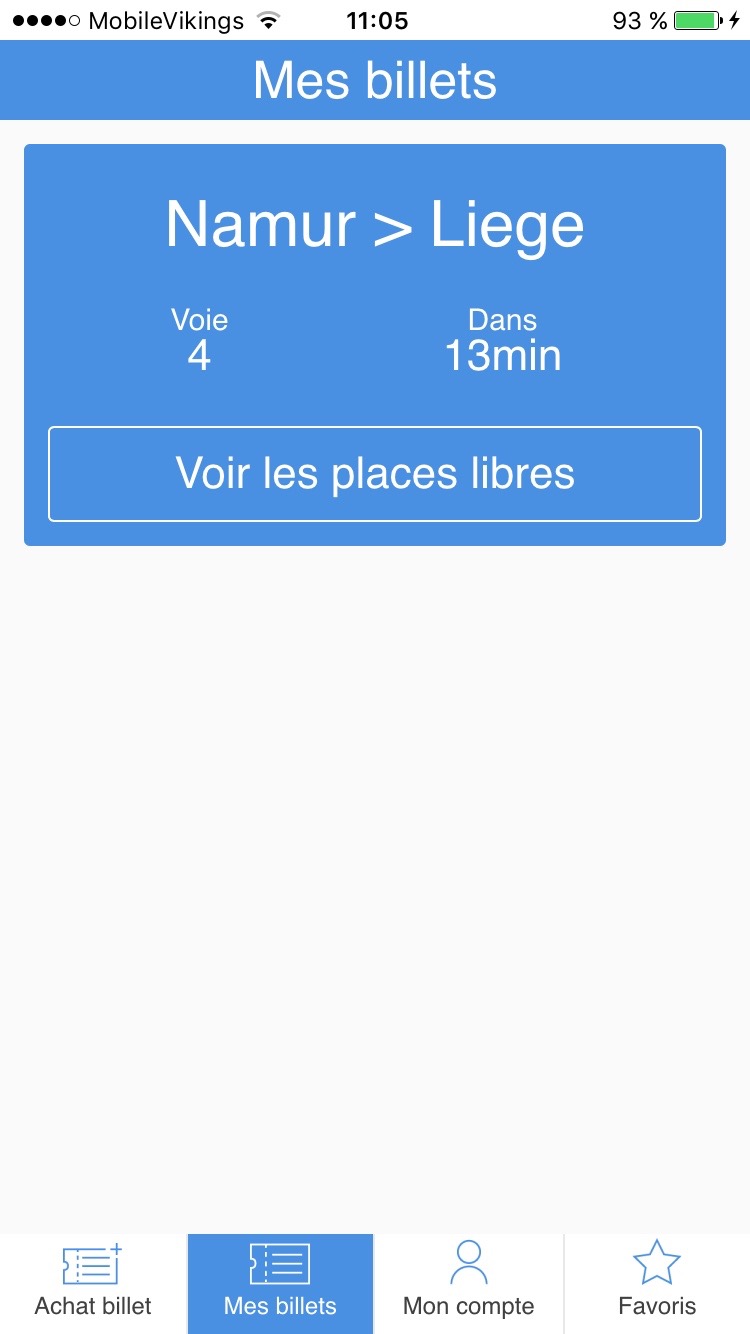 MobileVikings 11:05 93 %
Mes billets
Namur > Liege
Voie Dans
4 13min
Voir les places libres
Achat billet Mes billets Mon compte Favoris